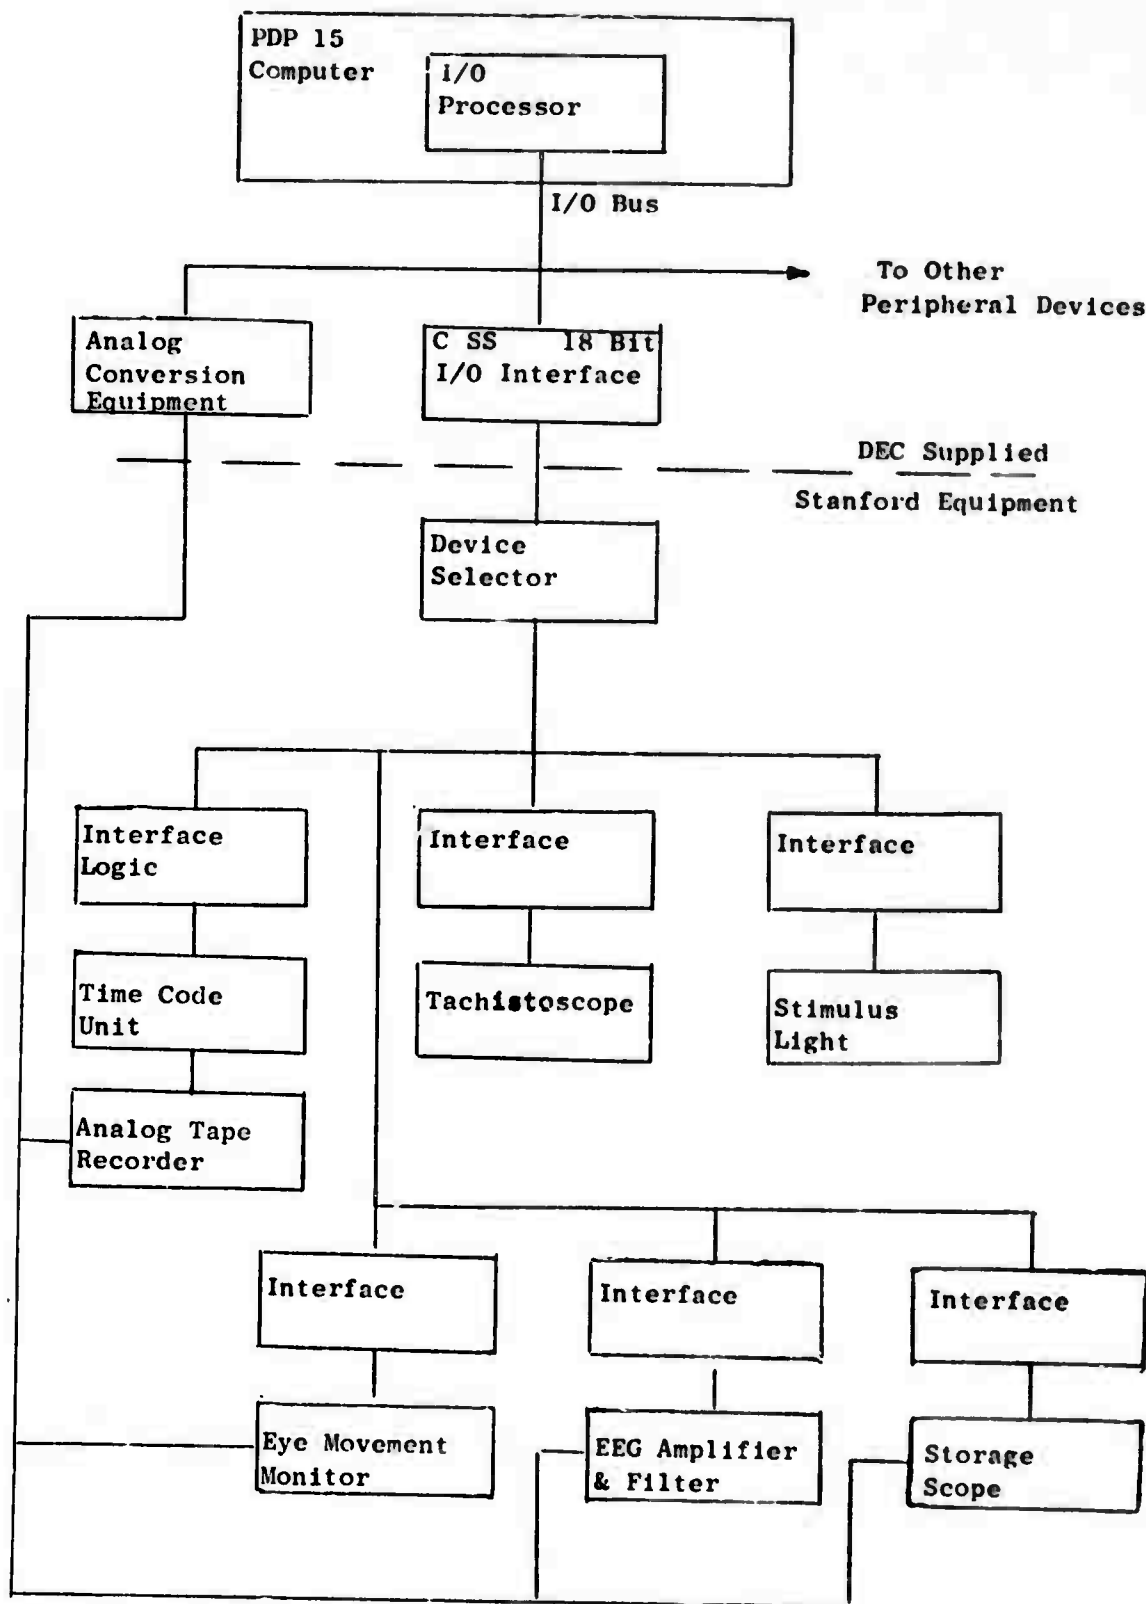 PDP 15
Computer
I/O
Processor
I/O Bus
To Other
Peripheral Devices
Analog
Conversion
Equipment
C SS 18 Bit
I/O Interface
DEC Supplied
Stanford Equipment
Device
Selector
Interface
Logic
Interface
Interface
Time Code
Unit
Tachistoscope
Stimulus
Light
Analog Tape
Recorder
Interface
Interface
Interface
Eye Movement
Monitor
EEG Amplifier
& Filter
Storage
Scope